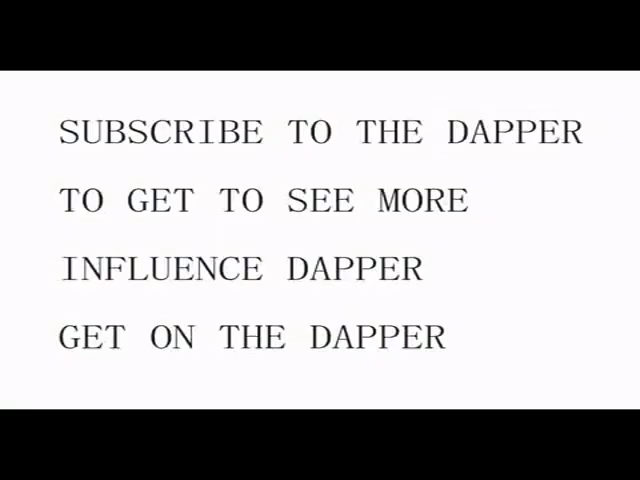 SUBSCRIBE TO THE DAPPER
TO GET TO SEE MORE
INFLUENCE DAPPER
GET ON THE DAPPER